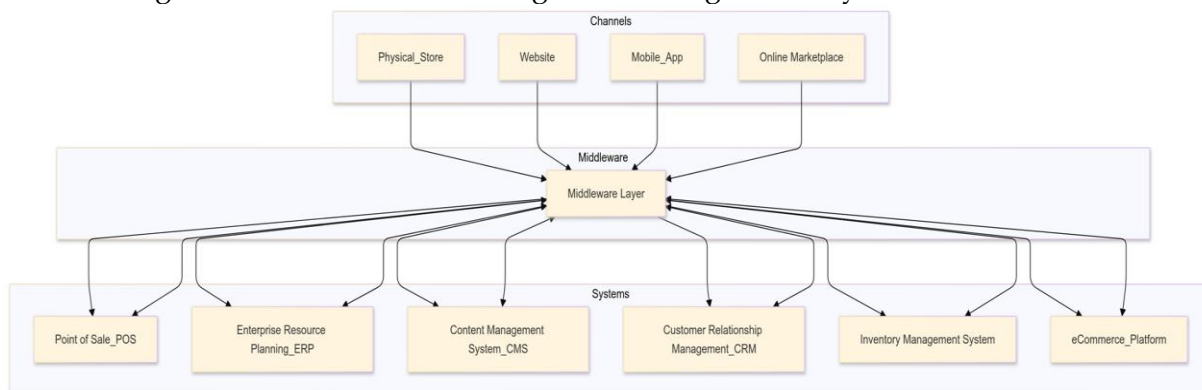 Channels
Physical_Store
Website
Mobile_App
Online Marketplace
Middleware
Middleware Layer
Systems
Point of Sale_POS
Enterprise Resource
Planning_ERP
Content Management
System_CMS
Customer Relationship
Management_CRM
Inventory Management System
eCommerce_Platform